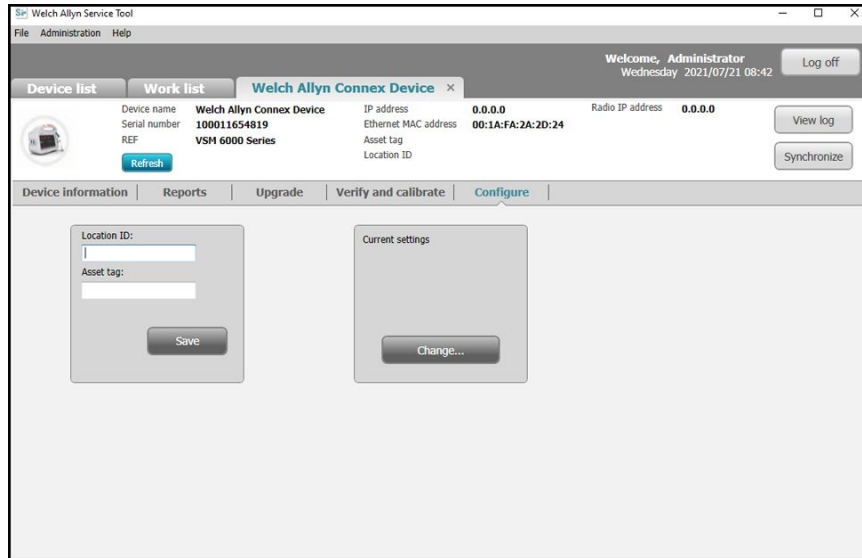 Welch Allyn Service Tool
File Administration Help
Welcome, Administrator
Wednesday 2021/07/21 08:42
Log off
Device list Work list Welch Allyn Connex Device ×
Device name Welch Allyn Connex Device IP address 0.0.0.0 Radio IP address 0.0.0.0
Serial number 100011654819 Ethernet MAC address 00:1A:FA:2A:2D:24
REF VSM 6000 Series Asset tag
Location ID
Refresh
View log
Synchronize
Device information Reports Upgrade Verify and calibrate Configure
Location ID:
Asset tag:
Save
Current settings
Change...